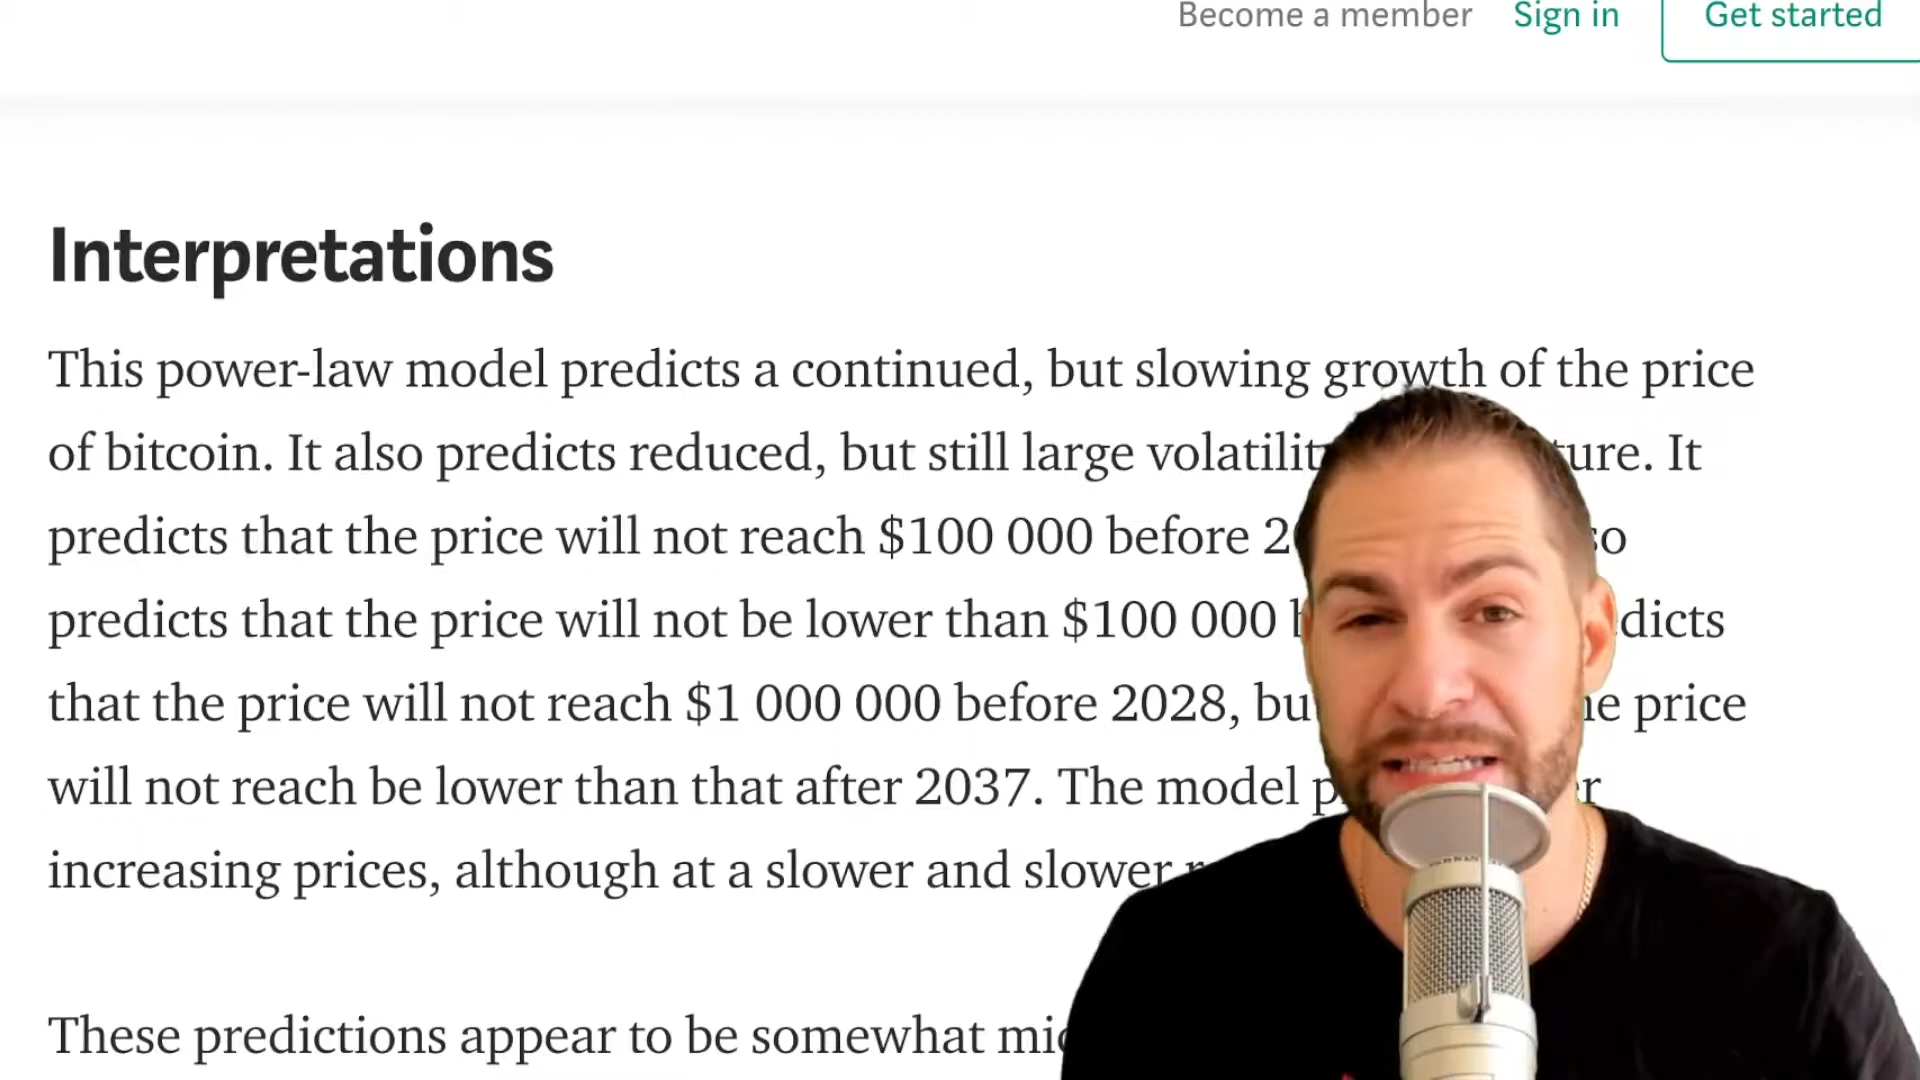 Become a member Sign in Get started
Interpretations
This power-law model predicts a continued, but slowing growth of the price
of bitcoin. It also predicts reduced, but still large volatilit ture. It
predicts that the price will not reach $100 000 before so
predicts that the price will not be lower than $100 000 dicts
that the price will not reach $1 000 000 before 2028, price
will not reach be lower than that after 2037. The model
increasing prices, although at a slower and slower
These predictions appear to be somewhat